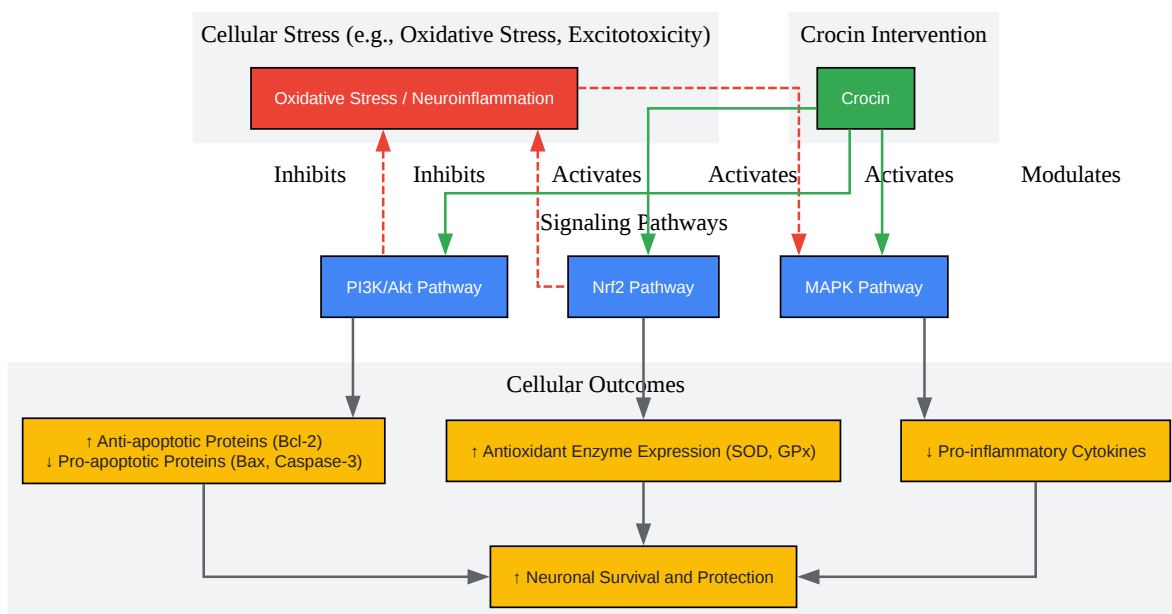 Cellular Stress (e.g., Oxidative Stress, Excitotoxicity)
Crocin Intervention
Oxidative Stress / Neuroinflammation
Crocin
Inhibits
Inhibits
Activates
Activates
Activates
Modulates
Signaling Pathways
PI3K/Akt Pathway
Nrf2 Pathway
MAPK Pathway
Cellular Outcomes
↑ Anti-apoptotic Proteins (Bcl-2)
↓ Pro-apoptotic Proteins (Bax, Caspase-3)
↑ Antioxidant Enzyme Expression (SOD, GPx)
↓ Pro-inflammatory Cytokines
↑ Neuronal Survival and Protection